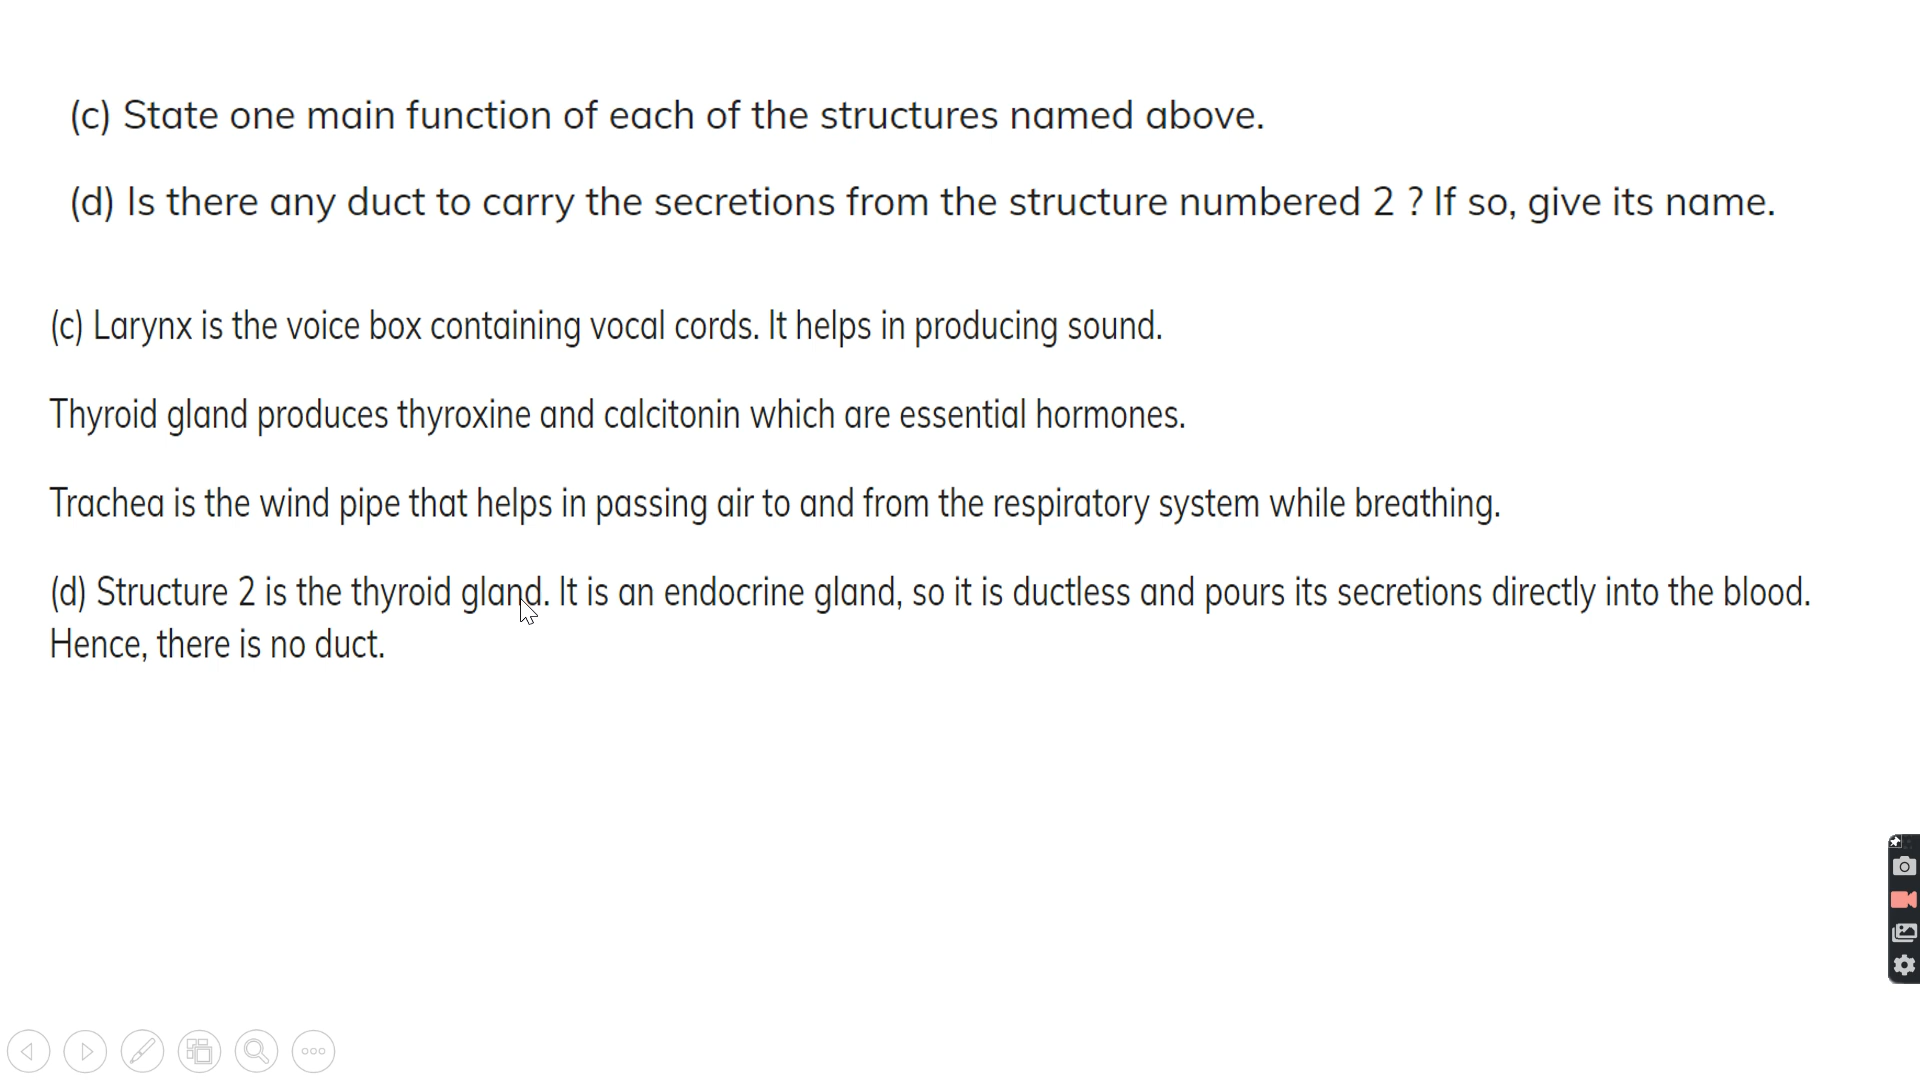 (c) State one main function of each of the structures named above.
(d) Is there any duct to carry the secretions from the structure numbered 2 ? If so, give its name.
(c) Larynx is the voice box containing vocal cords. It helps in producing sound.
Thyroid gland produces thyroxine and calcitonin which are essential hormones.
Trachea is the wind pipe that helps in passing air to and from the respiratory system while breathing.
(d) Structure 2 is the thyroid gland. It is an endocrine gland, so it is ductless and pours its secretions directly into the blood.
Hence, there is no duct.